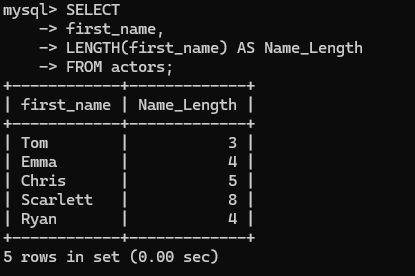 mysql> SELECT
    -> first_name,
    -> LENGTH(first_name) AS Name_Length
    -> FROM actors;
+------------+-------------+
| first_name | Name_Length |
+------------+-------------+
| Tom        |           3 |
| Emma       |           4 |
| Chris      |           5 |
| Scarlett   |           8 |
| Ryan       |           4 |
+------------+-------------+
5 rows in set (0.00 sec)